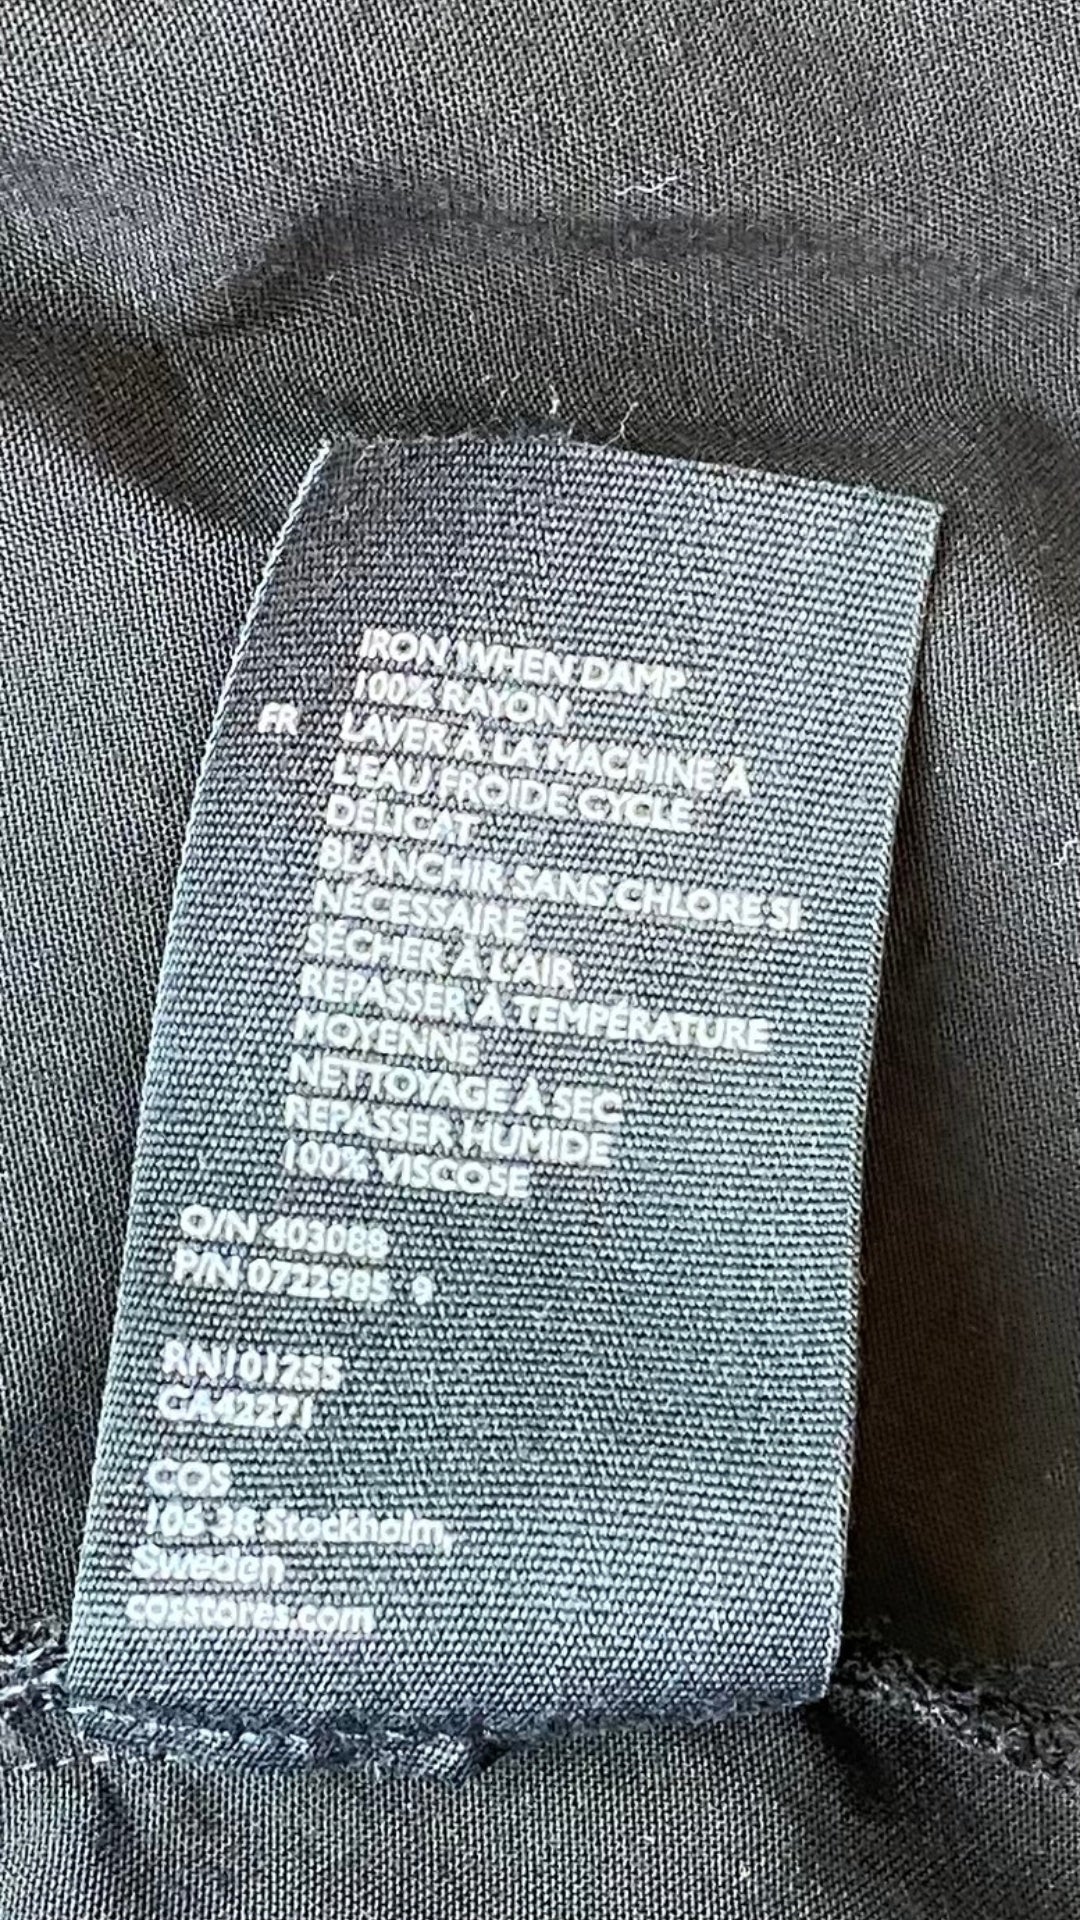 IRON WHEN DAMP
100% RAYON
FR LAVER À LA MACHINE À
L'EAU FROIDE CYCLE
DÉLICAT
BLANCHIR SANS CHLORE SI
NÉCESSAIRE
SÉCHER À L'AIR
REPASSER À TEMPÉRATURE
MOYENNE
NETTOYAGE À SEC
REPASSER HUMIDE
100% VISCOSE
O/N 403088
P/N 0722985 9
RN101255
CA42271
COS
106 38 Stockholm,
Sweden
cosstores.com